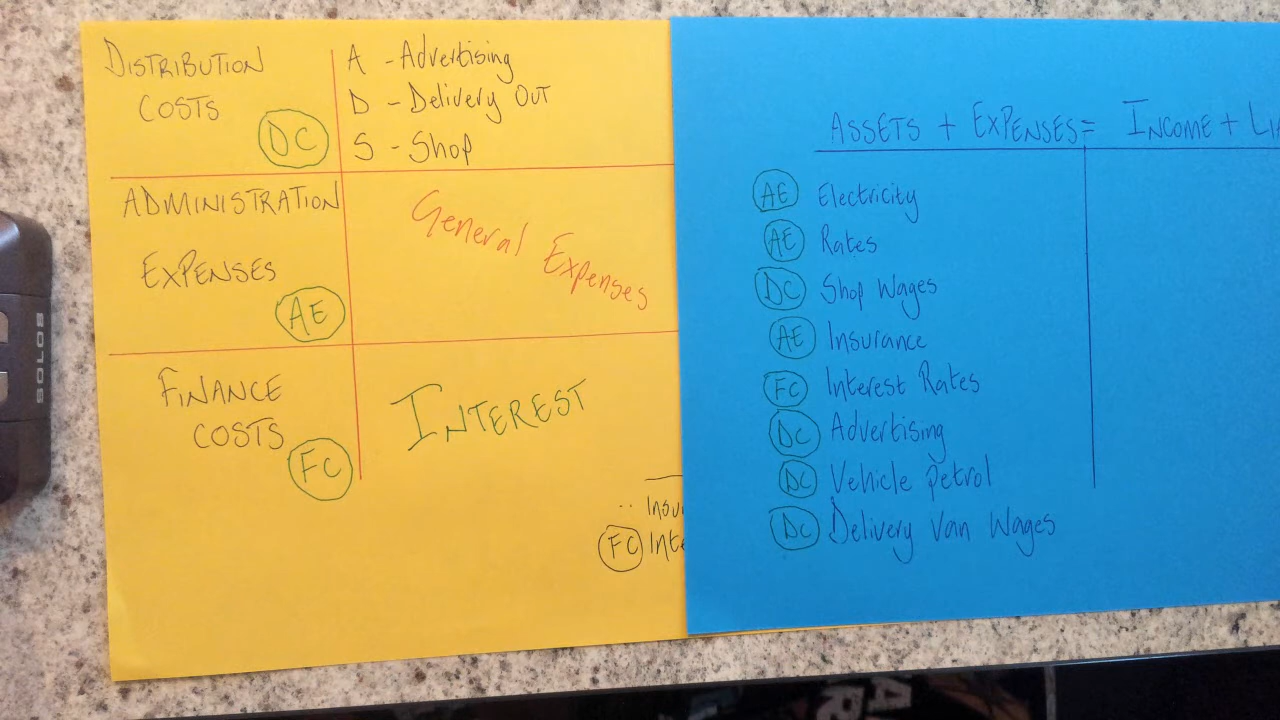 DISTRIBUTION
COSTS
DC
A - Advertising
D - Delivery Out
S - Shop
ADMINISTRATION
EXPENSES
AE
General Expenses
FINANCE
COSTS
FC
INTEREST
FC
ASSETS + EXPENSES = INCOME +
AE Electricity
AE Rates
DC Shop Wages
AE Insurance
FC Interest Rates
DC Advertising
DC Vehicle Petrol
DC Delivery Van Wages
SOLOS